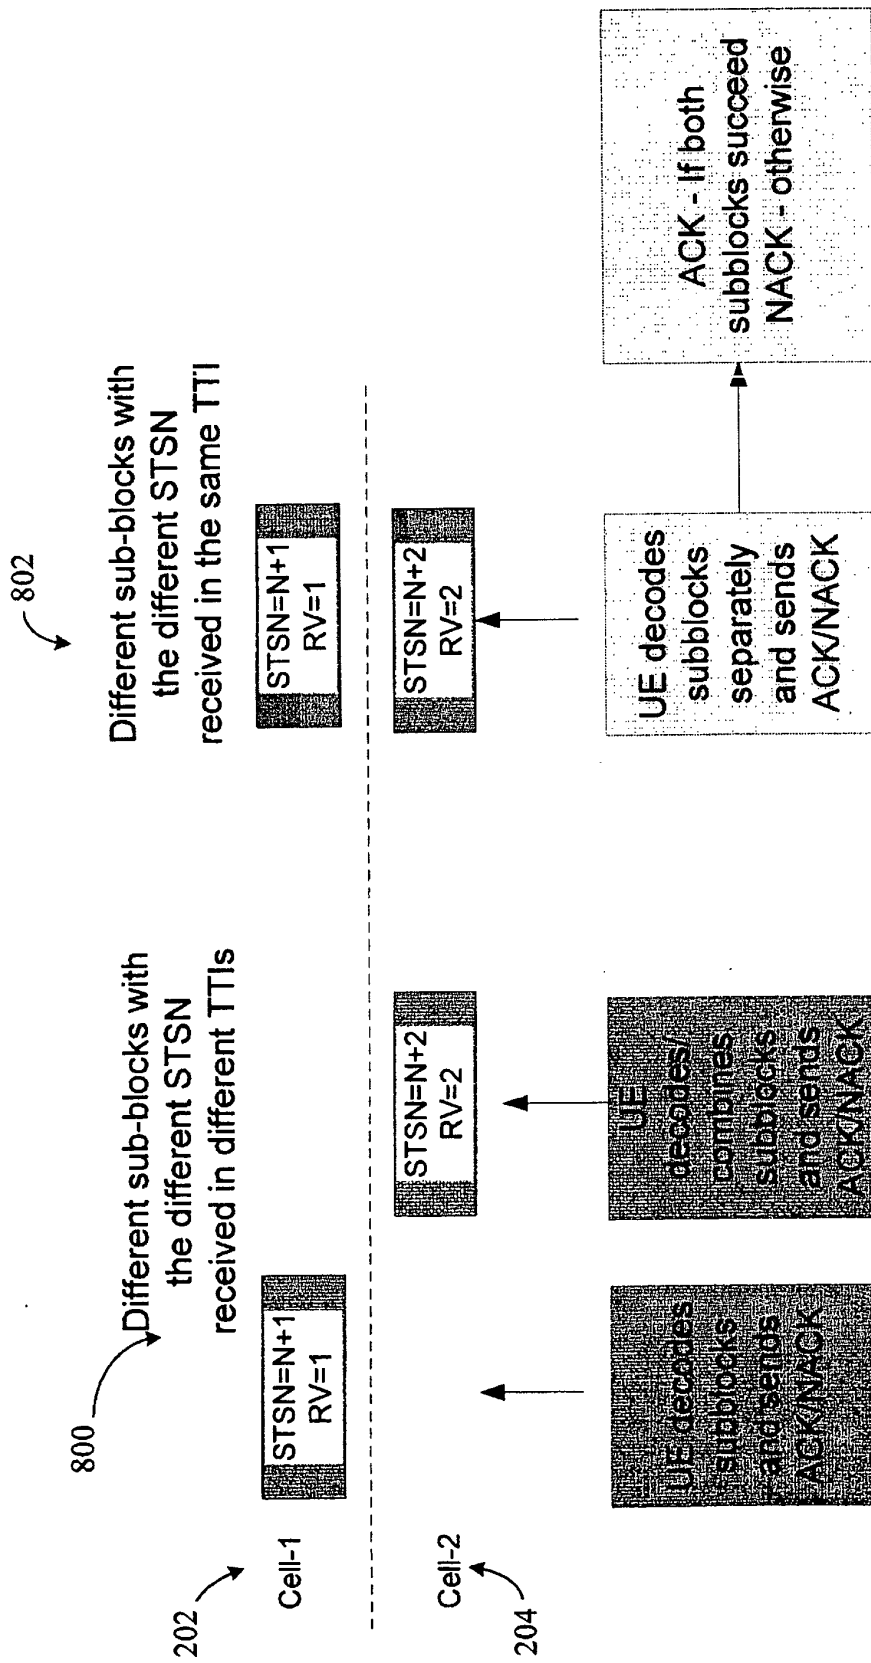 800
Different sub-blocks with
the different STSN
received in different TTIs
802
Different sub-blocks with
the different STSN
received in the same TTI
202
Cell-1
STSN=N+1
RV=1
STSN=N+1
RV=1
Cell-2
204
STSN=N+2
RV=2
STSN=N+2
RV=2
UE decodes
subblocks
and sends
ACK/NACK
UE
decodes/
combines
subblocks
and sends
ACK/NACK
UE decodes
subblocks
separately
and sends
ACK/NACK
ACK - If both
subblocks succeed
NACK - otherwise